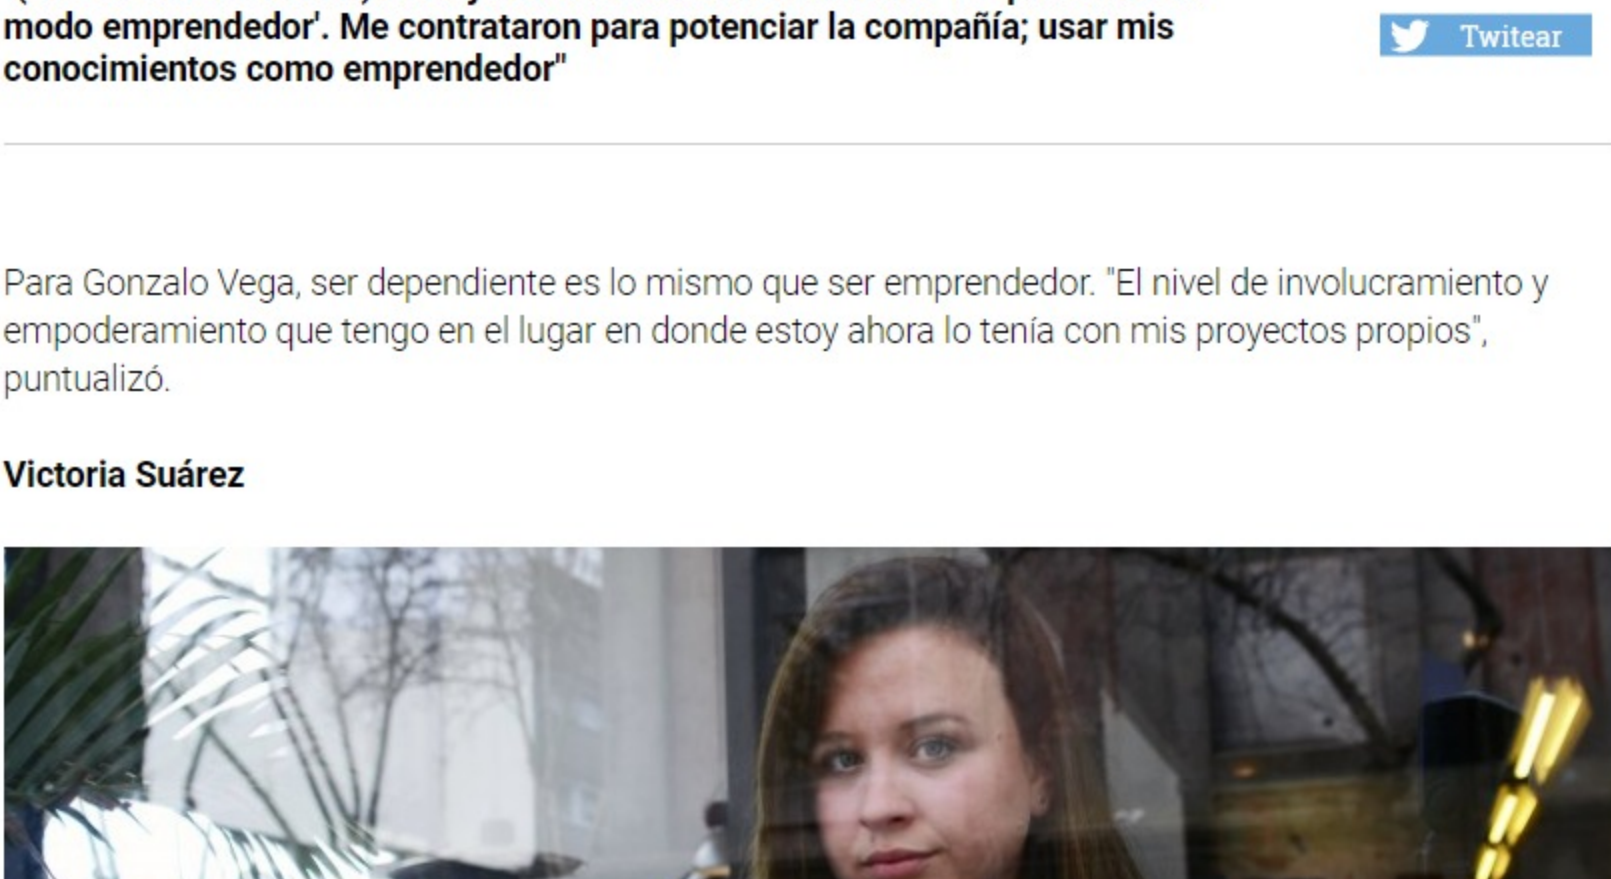 modo emprendedor'. Me contrataron para potenciar la compañía; usar mis
Twitear
conocimientos como emprendedor"
Para Gonzalo Vega, ser dependiente es lo mismo que ser emprendedor. "El nivel de involucramiento y
empoderamiento que tengo en el lugar en donde estoy ahora lo tenía con mis proyectos propios",
puntualizó.
Victoria Suárez